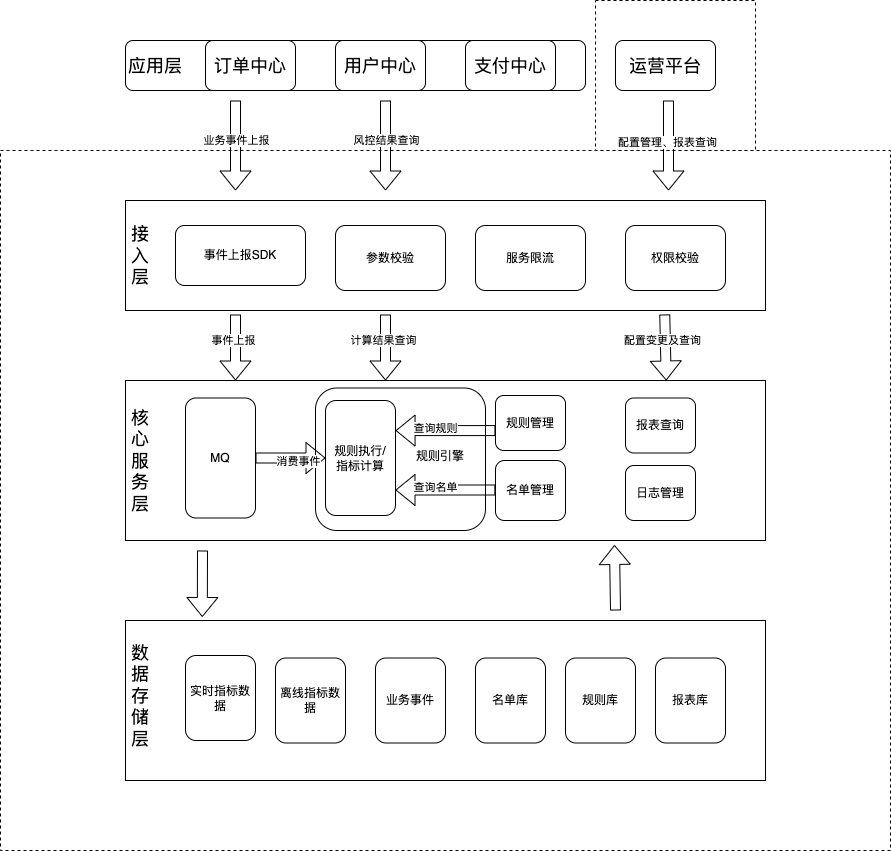 应用层
订单中心
用户中心
支付中心
运营平台
业务事件上报
风控结果查询
配置管理、报表查询
接
入
层
事件上报SDK
参数校验
服务限流
权限校验
事件上报
计算结果查询
配置变更及查询
核
心
服
务
层
MQ
消费事件
规则执行/
指标计算
查询规则
规则引擎
查询名单
规则管理
名单管理
报表查询
日志管理
数
据
存
储
层
实时指标数
据
离线指标数
据
业务事件
名单库
规则库
报表库